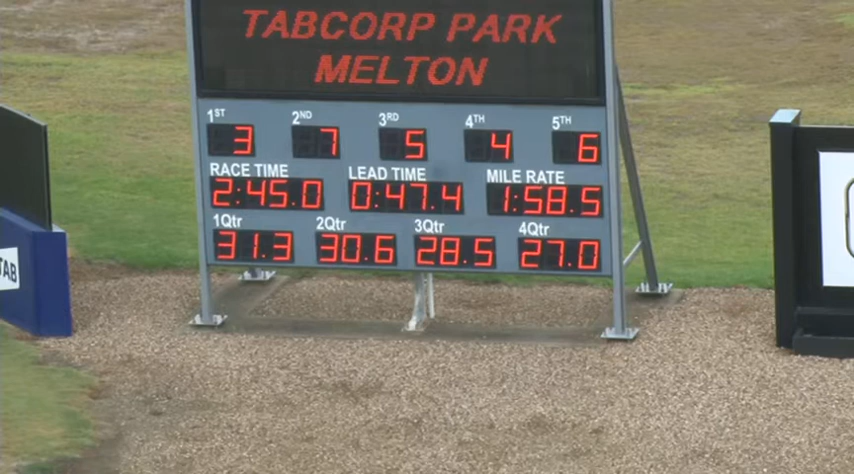 TABCORP PARK
MELTON
1ST 2ND 3RD 4TH 5TH
3 7 5 4 6
RACE TIME LEAD TIME MILE RATE
2:45.0 0:47.4 1:58.5
1Qtr 2Qtr 3Qtr 4Qtr
31.3 30.6 28.5 27.0
TAB